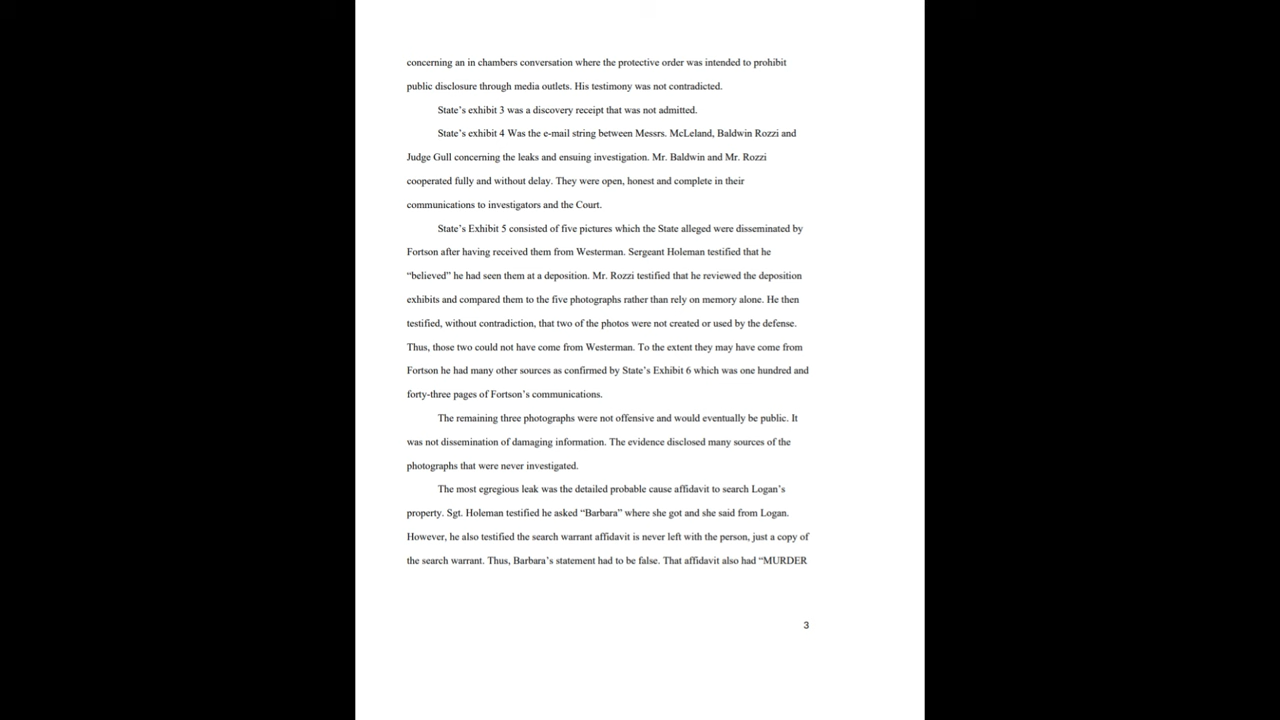 concerning an in chambers conversation where the protective order was intended to prohibit
public disclosure through media outlets. His testimony was not contradicted.
State’s exhibit 3 was a discovery receipt that was not admitted.
State’s exhibit 4 Was the e-mail string between Messrs. McLeland, Baldwin Rozzi and
Judge Gull concerning the leaks and ensuing investigation. Mr. Baldwin and Mr. Rozzi
cooperated fully and without delay. They were open, honest and complete in their
communications to investigators and the Court.
State’s Exhibit 5 consisted of five pictures which the State alleged were disseminated by
Fortson after having received them from Westerman. Sergeant Holeman testified that he
“believed” he had seen them at a deposition. Mr. Rozzi testified that he reviewed the deposition
exhibits and compared them to the five photographs rather than rely on memory alone. He then
testified, without contradiction, that two of the photos were not created or used by the defense.
Thus, those two could not have come from Westerman. To the extent they may have come from
Fortson he had many other sources as confirmed by State’s Exhibit 6 which was one hundred and
forty-three pages of Fortson’s communications.
The remaining three photographs were not offensive and would eventually be public. It
was not dissemination of damaging information. The evidence disclosed many sources of the
photographs that were never investigated.
The most egregious leak was the detailed probable cause affidavit to search Logan’s
property. Sgt. Holeman testified he asked “Barbara” where she got and she said from Logan.
However, he also testified the search warrant affidavit is never left with the person, just a copy of
the search warrant. Thus, Barbara’s statement had to be false. That affidavit also had “MURDER
3